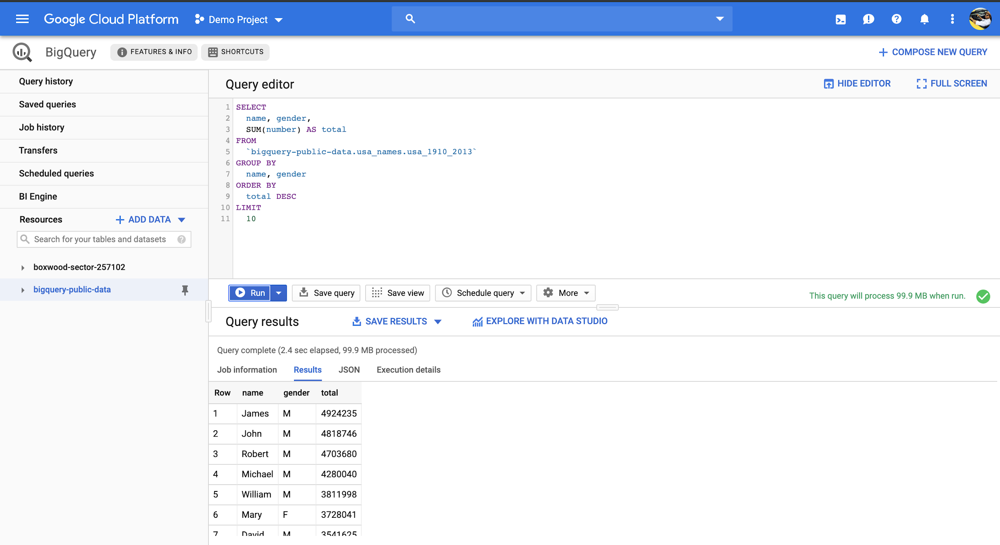 Google Cloud Platform
Demo Project
BigQuery
FEATURES & INFO
SHORTCUTS
COMPOSE NEW QUERY
Query history
Saved queries
Job history
Transfers
Scheduled queries
BI Engine
Resources
ADD DATA
Search for your tables and datasets
boxwood-sector-257102
bigquery-public-data
Query editor
HIDE EDITOR
FULL SCREEN
1 SELECT
2 name, gender,
3 SUM(number) AS total
4 FROM
5 `bigquery-public-data.usa_names.usa_1910_2013`
6 GROUP BY
7 name, gender
8 ORDER BY
9 total DESC
10 LIMIT
11 10
Run
Save query
Save view
Schedule query
More
This query will process 99.9 MB when run.
Query results
SAVE RESULTS
EXPLORE WITH DATA STUDIO
Query complete (2.4 sec elapsed, 99.9 MB processed)
Job information
Results
JSON
Execution details
Row name gender total
1 James M 4924235
2 John M 4818746
3 Robert M 4703680
4 Michael M 4280040
5 William M 3811998
6 Mary F 3728041
7 David M 3541625